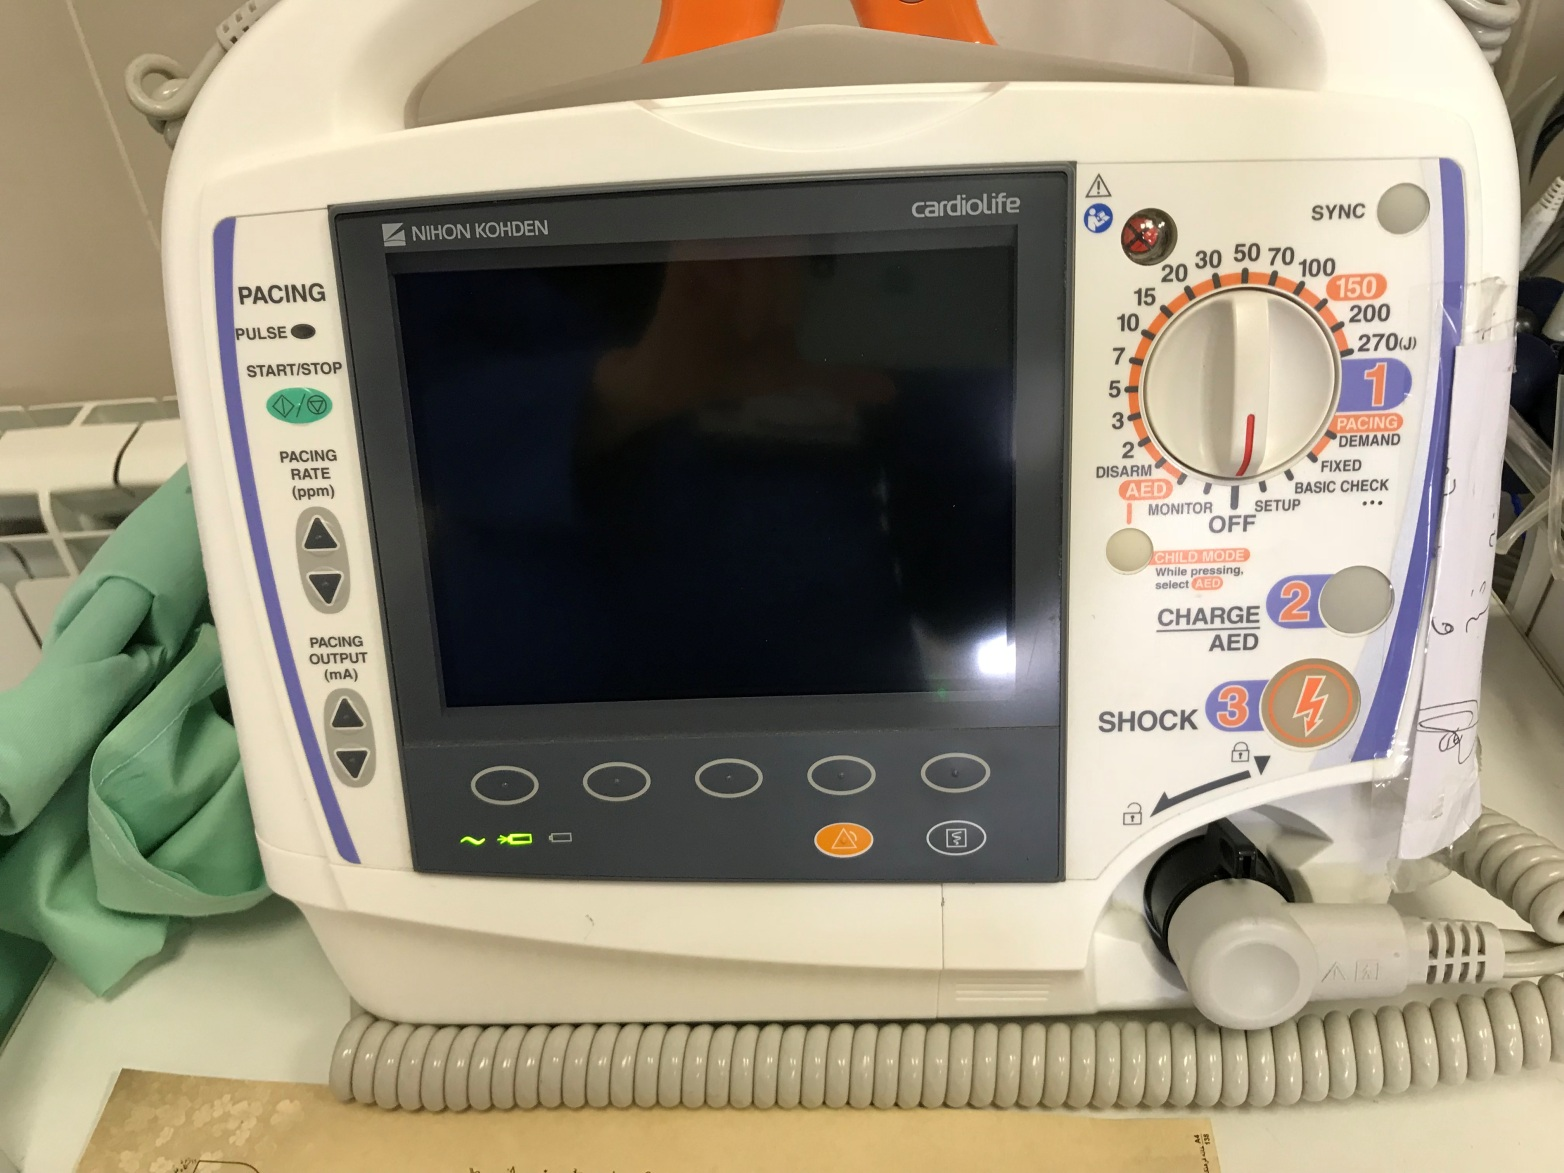 NIHON KOHDEN
cardiolife
PACING
PULSE
START/STOP
PACING
RATE
(ppm)
PACING
OUTPUT
(mA)
SYNC
2
3
5
7
10
15
20
30
50
70
100
150
200
270(J)
1
PACING
DEMAND
FIXED
BASIC CHECK
...
SETUP
OFF
MONITOR
AED
DISARM
CHILD MODE
While pressing,
select AED
CHARGE
AED
2
SHOCK
3
A4